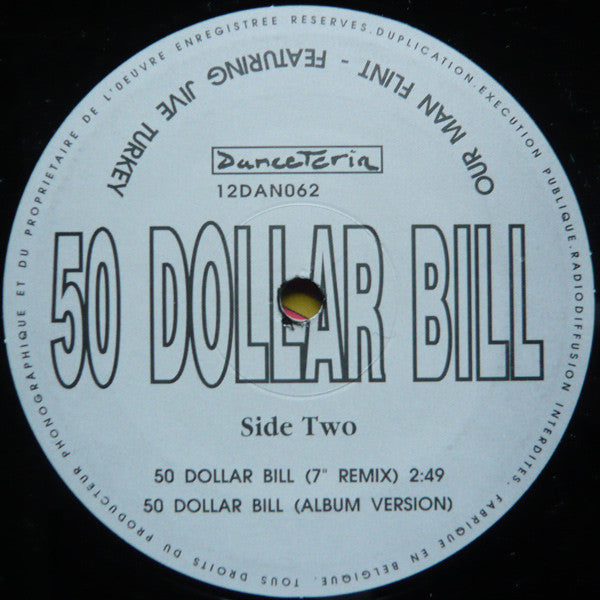 TOUS DROITS DU PRODUCTEUR PHONOGRAPHIQUE ET DU PROPRIETAIRE DE L'0EUVRE ENREGISTREE RESERVES.DUPLICATION.EXECUTION PUBLIQUE.RADIODIFFUSION INTERDITES. FABRIQUE EN BELGIQUE.
OUR MAN FLINT - FEATURING JIVE TURKEY
Danceteria
12DAN062
50 DOLLAR BILL
Side Two
50 DOLLAR BILL (7" REMIX) 2:49
50 DOLLAR BILL (ALBUM VERSION)